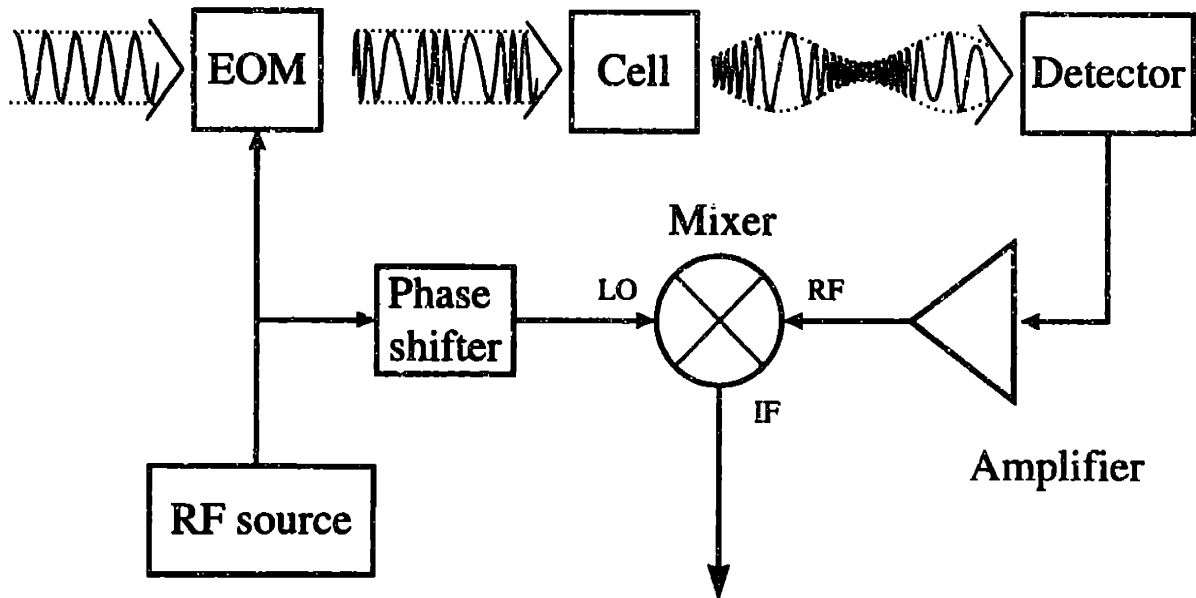 EOM
Cell
Detector
Mixer
Phase
shifter
LO
RF
IF
Amplifier
RF source